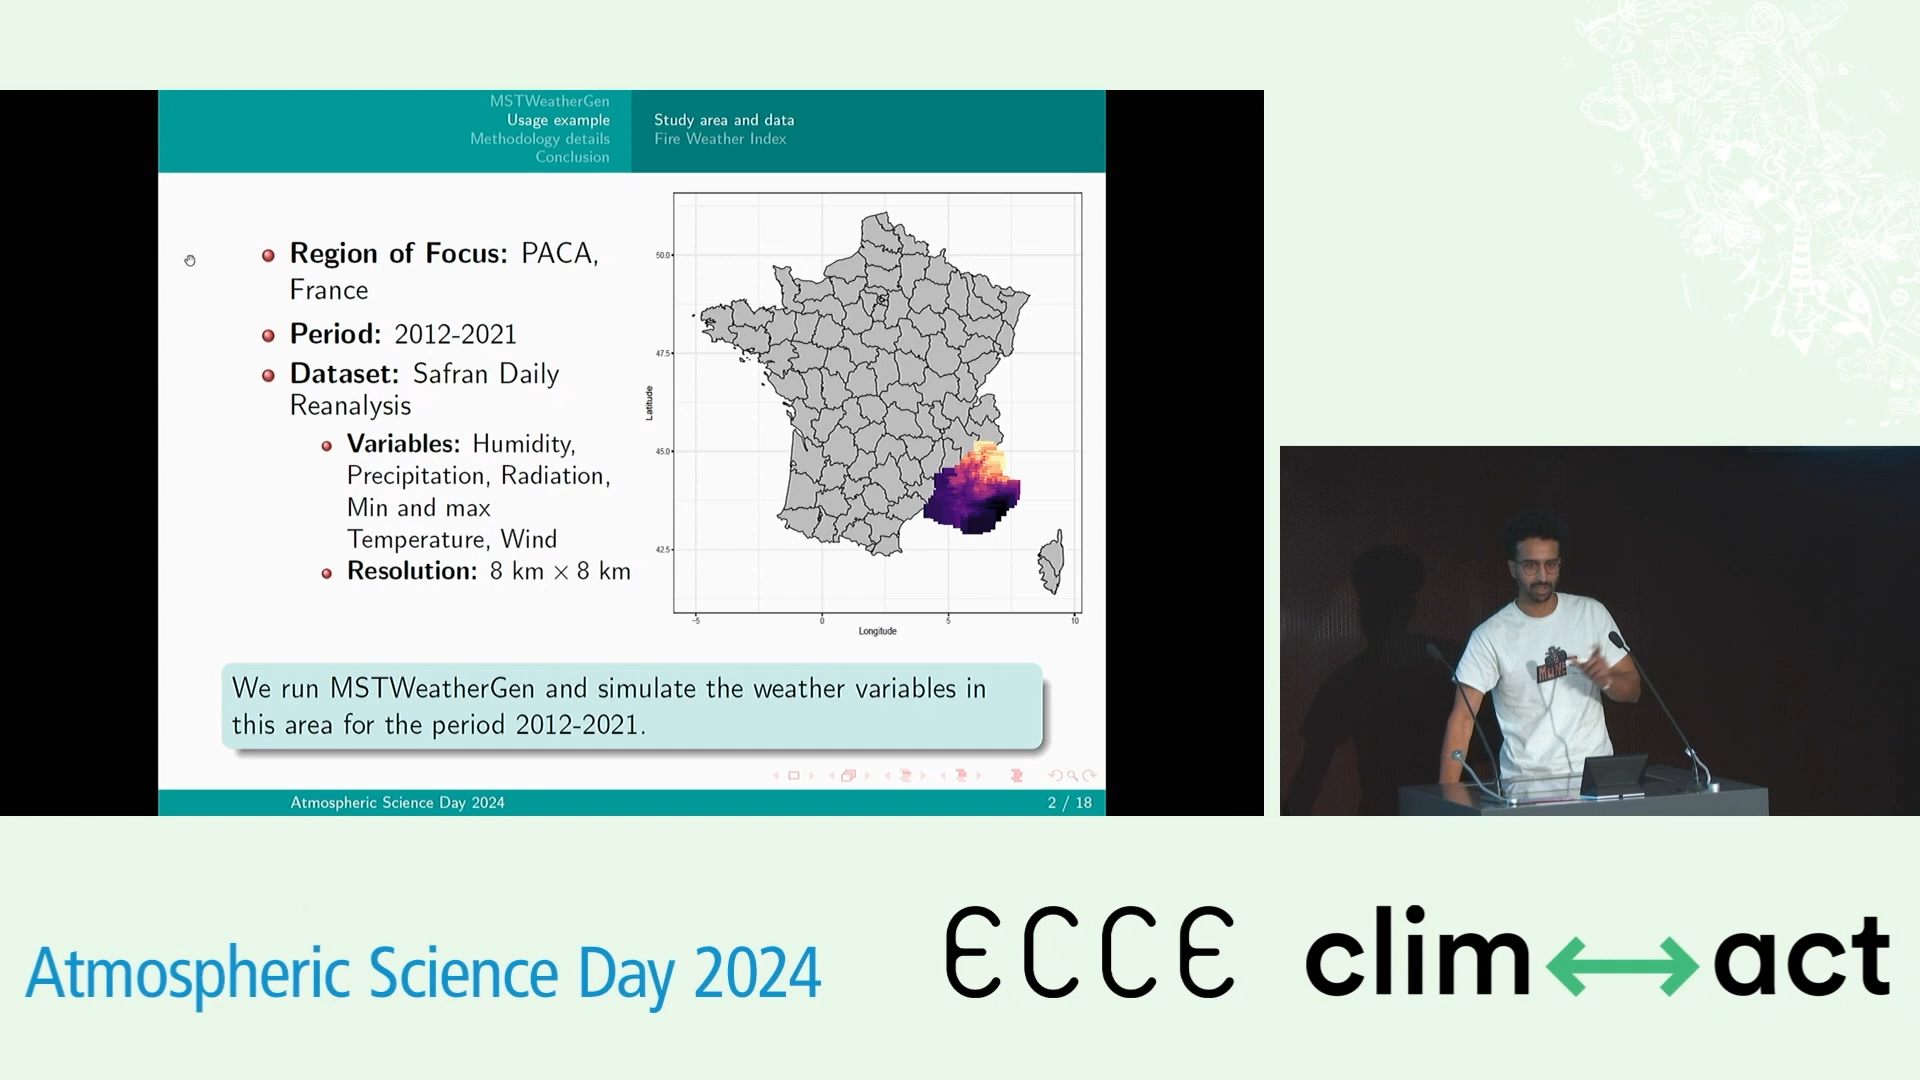 MSTWeatherGen
Usage example
Methodology details
Conclusion
Study area and data
Fire Weather Index
Region of Focus: PACA,
France
Period: 2012-2021
Dataset: Safran Daily
Reanalysis
Variables: Humidity,
Precipitation, Radiation,
Min and max
Temperature, Wind
Resolution: 8 km × 8 km
50.0
47.5
45.0
42.5
Latitude
-5
0
5
10
Longitude
We run MSTWeatherGen and simulate the weather variables in
this area for the period 2012-2021.
Atmospheric Science Day 2024
2 / 18
Atmospheric Science Day 2024
ECCE
clim act